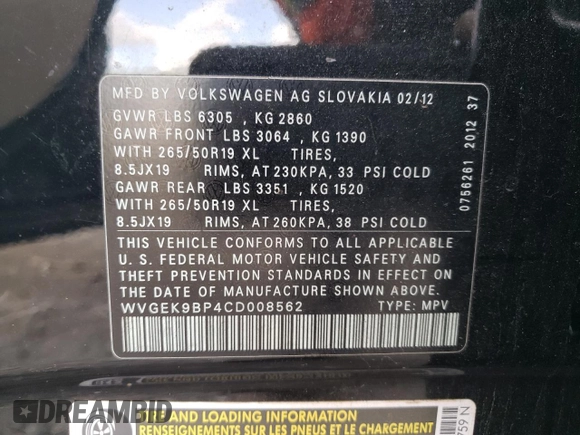 MFD BY VOLKSWAGEN AG SLOVAKIA 02/12
GVWR LBS 6305 , KG 2860
GAWR FRONT LBS 3064 , KG 1390
WITH 265/50R19 XL TIRES,
8.5JX19 RIMS, AT 230KPA, 33 PSI COLD
GAWR REAR LBS 3351 , KG 1520
WITH 265/50R19 XL TIRES,
8.5JX19 RIMS, AT 260KPA, 38 PSI COLD
THIS VEHICLE CONFORMS TO ALL APPLICABLE
U. S. FEDERAL MOTOR VEHICLE SAFETY AND
THEFT PREVENTION STANDARDS IN EFFECT ON
THE DATE OF MANUFACTURE SHOWN ABOVE.
WVGEK9BP4CD008562 TYPE: MPV
0756261 2012 37
TIRE AND LOADING INFORMATION
RENSEIGNEMENTS SUR LES PNEUS ET LE CHARGEMENT
759 N
DREAMBID